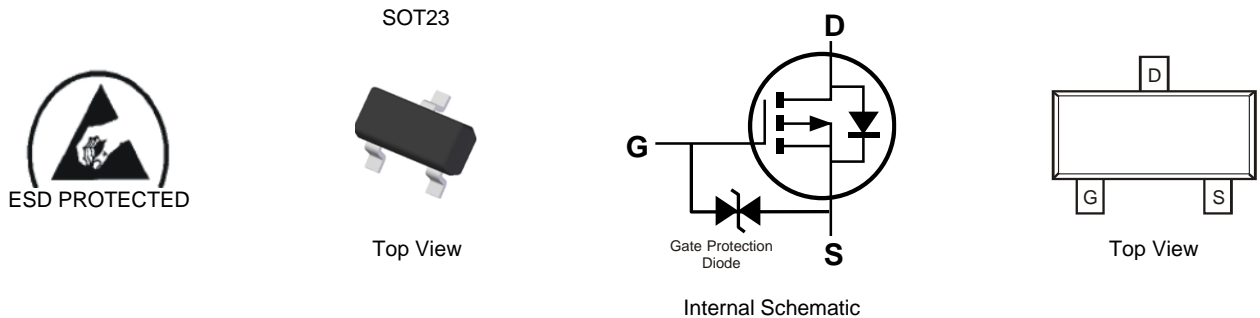 ESD PROTECTED
SOT23
Top View
D
G
S
Gate Protection
Diode
Internal Schematic
D
G
S
Top View